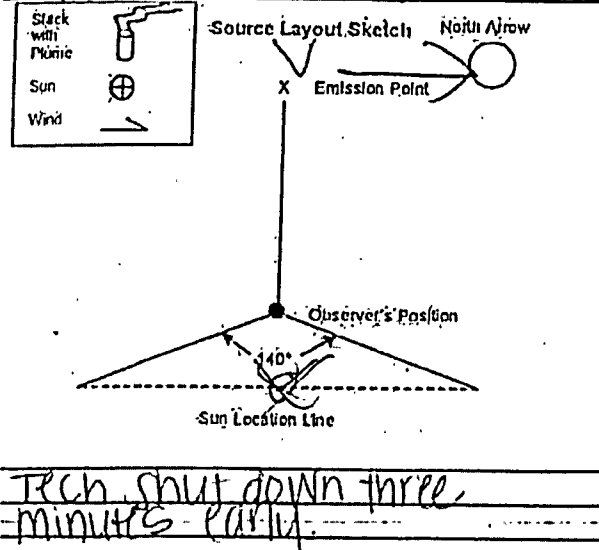 Stack
with
Plume
Sun
Wind
Source Layout Sketch
North Arrow
X Emission Point
Observer's Position
140°
Sun Location Line
Tech shut down three
minutes early.